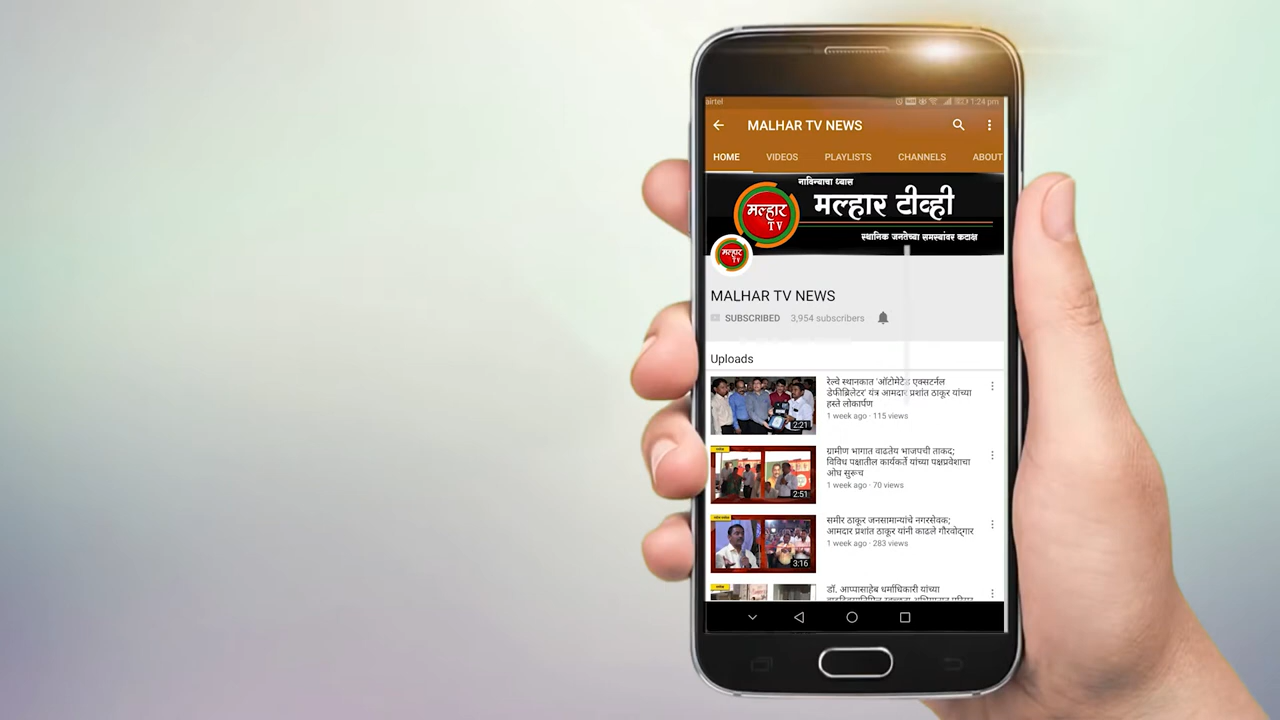 airtel
1:24 pm
MALHAR TV NEWS
HOME VIDEOS PLAYLISTS CHANNELS ABOUT
नाविन्याचा ध्यास
मल्हार TV
मल्हार टीव्ही
स्थानिक जनतेच्या समस्यांवर कटाक्ष
मल्हार TV
MALHAR TV NEWS
SUBSCRIBED 3,954 subscribers
Uploads
रेल्वे स्थानकात 'ऑटोमेटेड एक्सटर्नल
डेफीब्रिलेटर' यंत्र आमदार प्रशांत ठाकूर यांच्या
हस्ते लोकार्पण
1 week ago · 115 views
2:21
ग्रामीण भागात वाढतेय भाजपची ताकद;
विविध पक्षातील कार्यकर्ते यांच्या पक्षप्रवेशाचा
ओघ सुरूच
1 week ago · 70 views
2:51
समीर ठाकूर जनसामान्यांचे नगरसेवक;
आमदार प्रशांत ठाकूर यांनी काढले गौरवोद्गार
1 week ago · 283 views
3:16
डॉ. आप्पासाहेब धर्माधिकारी यांच्या